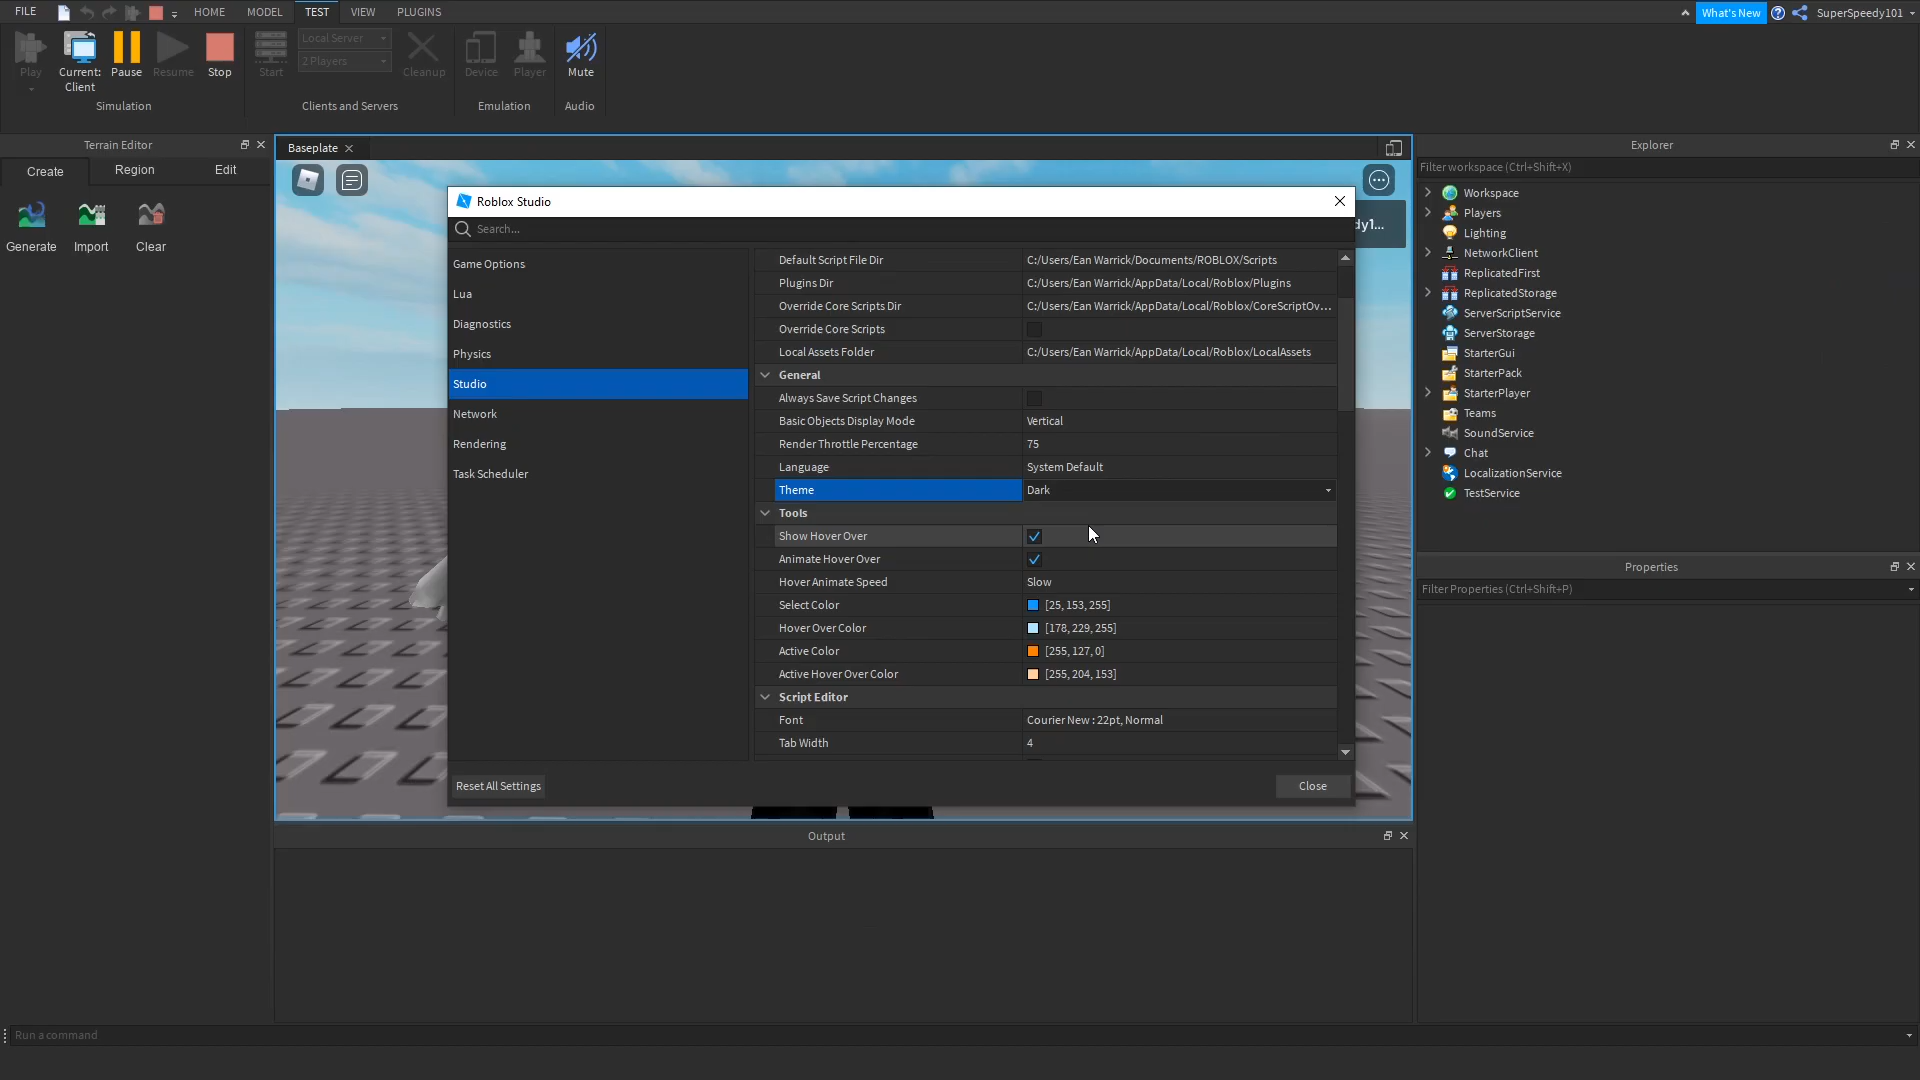 FILE HOME MODEL TEST VIEW PLUGINS What's New SuperSpeedy101
Play Current: Client Pause Resume Stop Start Local Server 2 Players Cleanup Device Player Mute
Simulation Clients and Servers Emulation Audio
Terrain Editor
Create Region Edit
Generate Import Clear
Baseplate
dy1...
Roblox Studio
Search...
Game Options
Lua
Diagnostics
Physics
Studio
Network
Rendering
Task Scheduler
Default Script File Dir C:/Users/Ean Warrick/Documents/ROBLOX/Scripts
Plugins Dir C:/Users/Ean Warrick/AppData/Local/Roblox/Plugins
Override Core Scripts Dir C:/Users/Ean Warrick/AppData/Local/Roblox/CoreScriptOv...
Override Core Scripts
Local Assets Folder C:/Users/Ean Warrick/AppData/Local/Roblox/LocalAssets
General
Always Save Script Changes
Basic Objects Display Mode Vertical
Render Throttle Percentage 75
Language System Default
Theme Dark
Tools
Show Hover Over
Animate Hover Over
Hover Animate Speed Slow
Select Color [25, 153, 255]
Hover Over Color [178, 229, 255]
Active Color [255, 127, 0]
Active Hover Over Color [255, 204, 153]
Script Editor
Font Courier New : 22pt, Normal
Tab Width 4
Reset All Settings Close
Output
Explorer
Filter workspace (Ctrl+Shift+X)
Workspace
Players
Lighting
NetworkClient
ReplicatedFirst
ReplicatedStorage
ServerScriptService
ServerStorage
StarterGui
StarterPack
StarterPlayer
Teams
SoundService
Chat
LocalizationService
TestService
Properties
Filter Properties (Ctrl+Shift+P)
Run a command